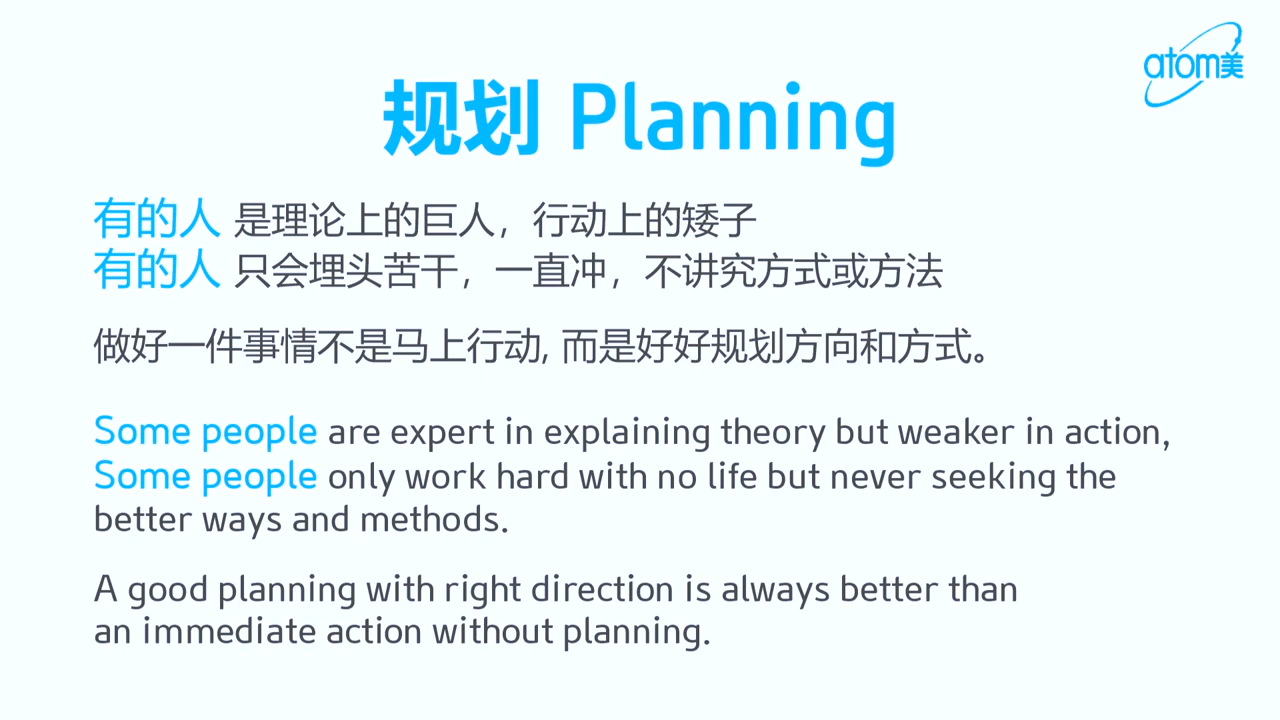 atom美
规划 Planning
有的人 是理论上的巨人，行动上的矮子
有的人 只会埋头苦干，一直冲，不讲究方式或方法
做好一件事情不是马上行动, 而是好好规划方向和方式。
Some people are expert in explaining theory but weaker in action,
Some people only work hard with no life but never seeking the
better ways and methods.
A good planning with right direction is always better than
an immediate action without planning.